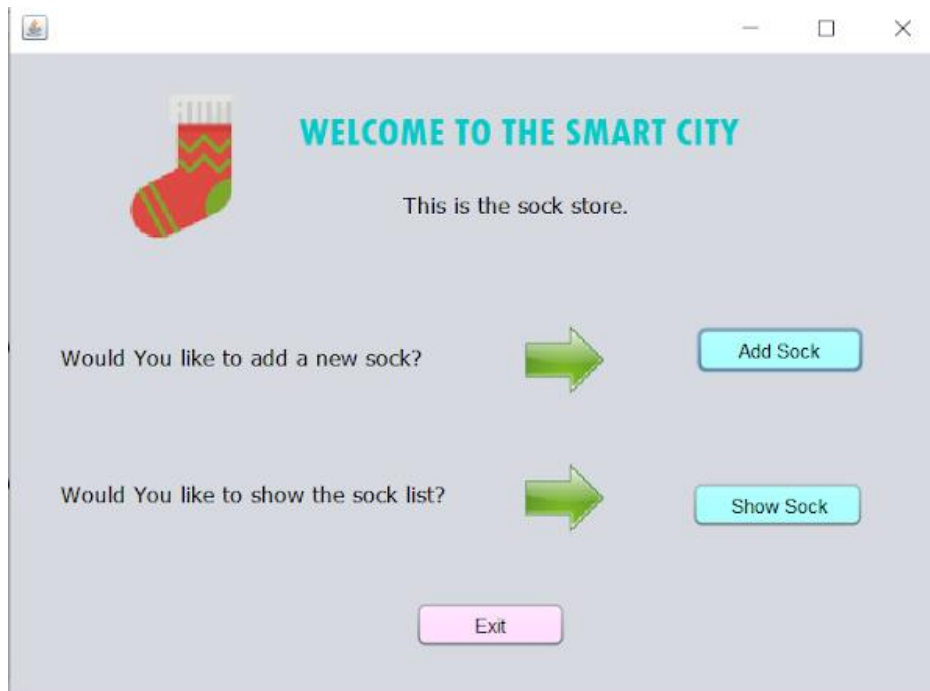 WELCOME TO THE SMART CITY
This is the sock store.
Would You like to add a new sock?
Add Sock
Would You like to show the sock list?
Show Sock
Exit